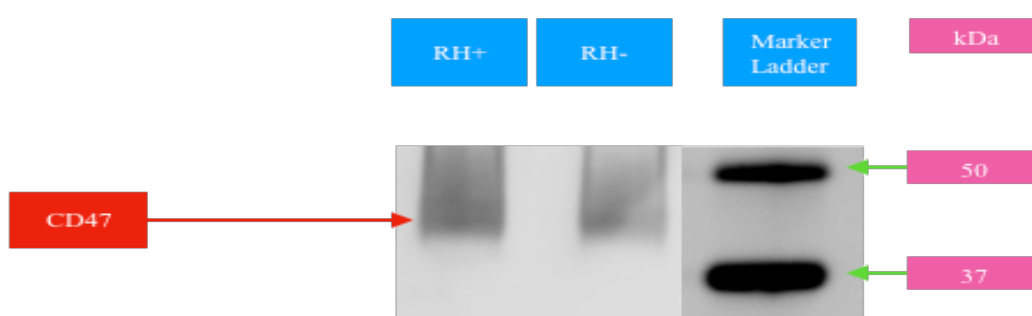 RH+
RH-
Marker
Ladder
kDa
50
CD47
37